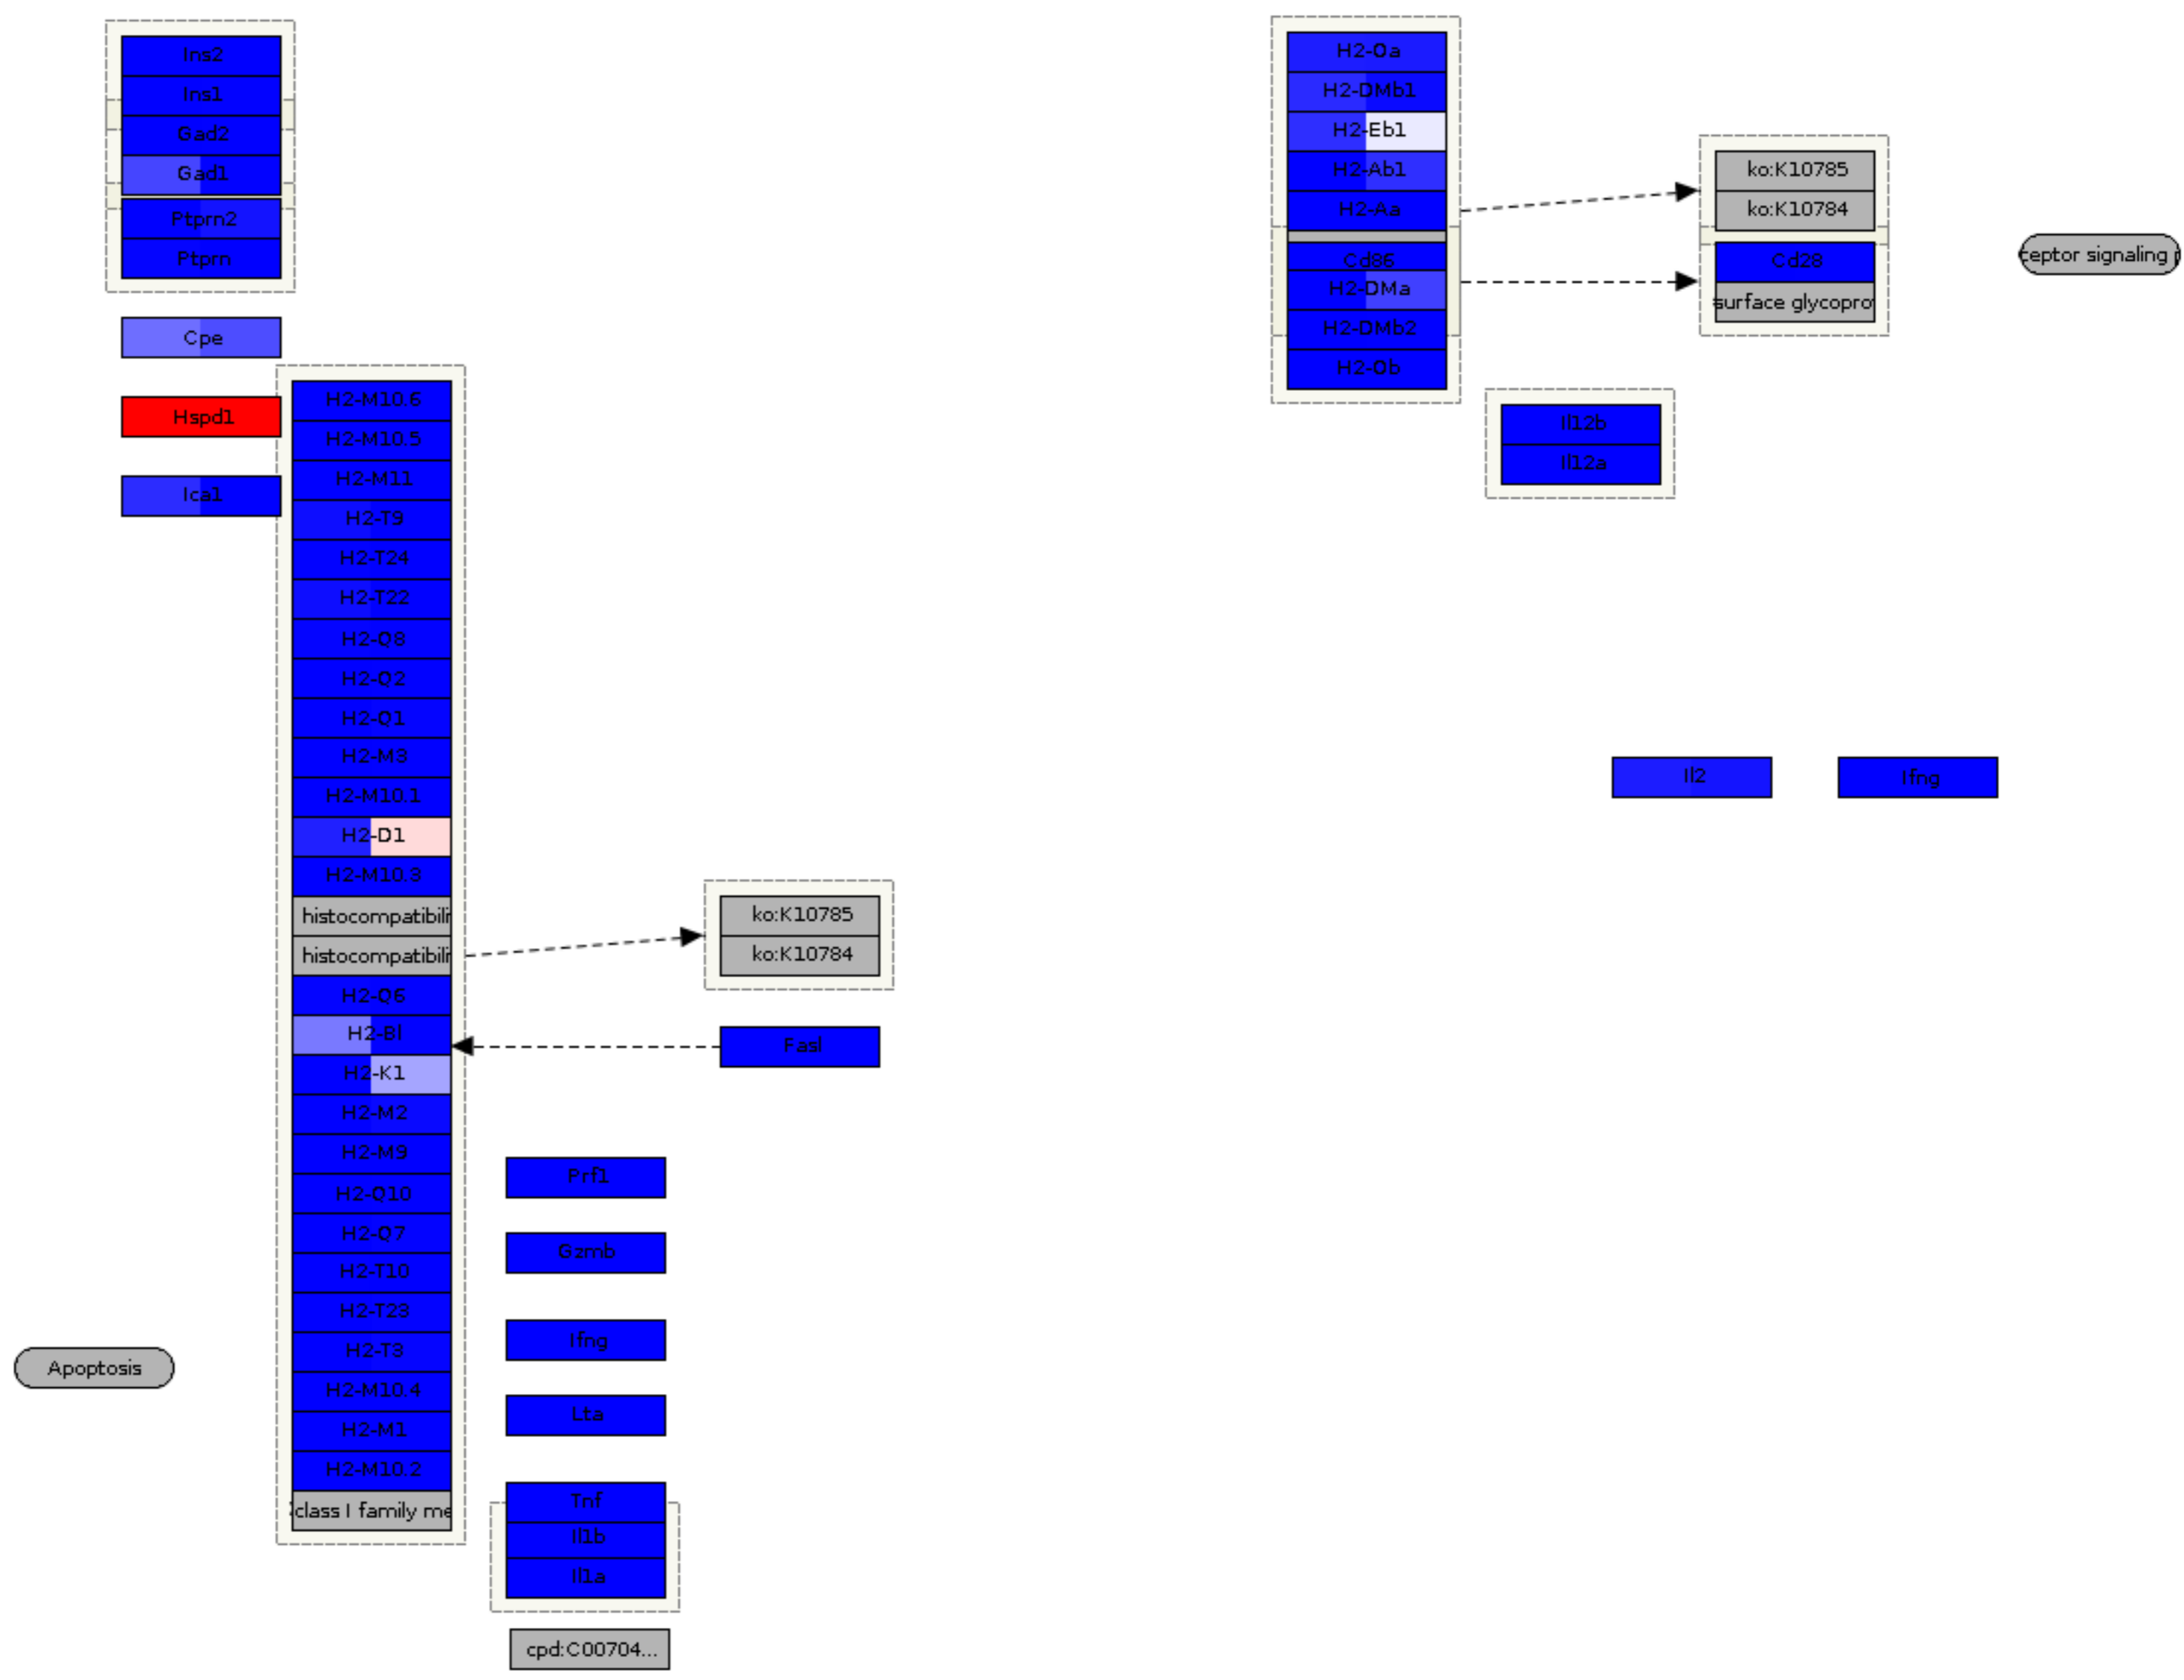 Ins2
Ins1
Gad2
Gad1
Ptprn2
Ptprn
Cpe
Hspd1
Ica1
H2-M10.6
H2-M10.5
H2-M11
H2-T9
H2-T24
H2-T22
H2-Q8
H2-Q2
H2-Q1
H2-M3
H2-M10.1
H2-D1
H2-M10.3
histocompatibili
histocompatibili
H2-Q6
H2-Bl
H2-K1
H2-M2
H2-M9
H2-Q10
H2-Q7
H2-T10
H2-T23
H2-T3
H2-M10.4
H2-M1
H2-M10.2
class I family me
Apoptosis
ko:K10785
ko:K10784
Fasl
Prf1
Gzmb
Ifng
Lta
Tnf
Il1b
Il1a
cpd:C00704...
H2-Oa
H2-DMb1
H2-Eb1
H2-Ab1
H2-Aa
Cd86
H2-DMa
H2-DMb2
H2-Ob
Il12b
Il12a
ko:K10785
ko:K10784
Cd28
surface glycopro
ceptor signaling p
Il2
Ifng